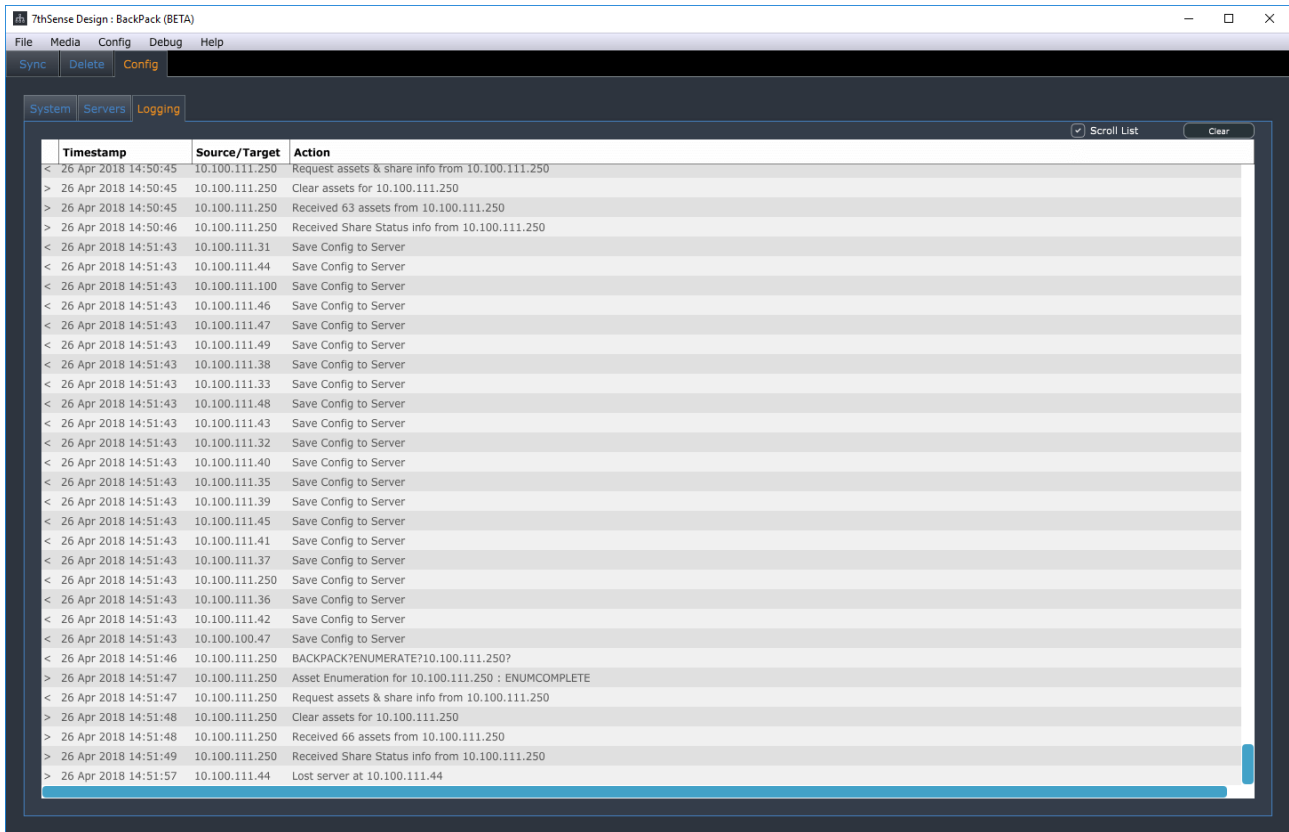 7thSense Design : BackPack (BETA)
File Media Config Debug Help
Sync Delete Config
System Servers Logging
Scroll List Clear
Timestamp Source/Target Action
< 26 Apr 2018 14:50:45 10.100.111.250 Request assets & share info from 10.100.111.250
> 26 Apr 2018 14:50:45 10.100.111.250 Clear assets for 10.100.111.250
> 26 Apr 2018 14:50:45 10.100.111.250 Received 63 assets from 10.100.111.250
> 26 Apr 2018 14:50:46 10.100.111.250 Received Share Status info from 10.100.111.250
< 26 Apr 2018 14:51:43 10.100.111.31 Save Config to Server
< 26 Apr 2018 14:51:43 10.100.111.44 Save Config to Server
< 26 Apr 2018 14:51:43 10.100.111.100 Save Config to Server
< 26 Apr 2018 14:51:43 10.100.111.46 Save Config to Server
< 26 Apr 2018 14:51:43 10.100.111.47 Save Config to Server
< 26 Apr 2018 14:51:43 10.100.111.49 Save Config to Server
< 26 Apr 2018 14:51:43 10.100.111.38 Save Config to Server
< 26 Apr 2018 14:51:43 10.100.111.33 Save Config to Server
< 26 Apr 2018 14:51:43 10.100.111.48 Save Config to Server
< 26 Apr 2018 14:51:43 10.100.111.43 Save Config to Server
< 26 Apr 2018 14:51:43 10.100.111.32 Save Config to Server
< 26 Apr 2018 14:51:43 10.100.111.40 Save Config to Server
< 26 Apr 2018 14:51:43 10.100.111.35 Save Config to Server
< 26 Apr 2018 14:51:43 10.100.111.39 Save Config to Server
< 26 Apr 2018 14:51:43 10.100.111.45 Save Config to Server
< 26 Apr 2018 14:51:43 10.100.111.41 Save Config to Server
< 26 Apr 2018 14:51:43 10.100.111.37 Save Config to Server
< 26 Apr 2018 14:51:43 10.100.111.250 Save Config to Server
< 26 Apr 2018 14:51:43 10.100.111.36 Save Config to Server
< 26 Apr 2018 14:51:43 10.100.111.42 Save Config to Server
< 26 Apr 2018 14:51:43 10.100.100.47 Save Config to Server
< 26 Apr 2018 14:51:46 10.100.111.250 BACKPACK?ENUMERATE?10.100.111.250?
> 26 Apr 2018 14:51:47 10.100.111.250 Asset Enumeration for 10.100.111.250 : ENUMCOMPLETE
< 26 Apr 2018 14:51:47 10.100.111.250 Request assets & share info from 10.100.111.250
> 26 Apr 2018 14:51:48 10.100.111.250 Clear assets for 10.100.111.250
> 26 Apr 2018 14:51:48 10.100.111.250 Received 66 assets from 10.100.111.250
> 26 Apr 2018 14:51:49 10.100.111.250 Received Share Status info from 10.100.111.250
> 26 Apr 2018 14:51:57 10.100.111.44 Lost server at 10.100.111.44